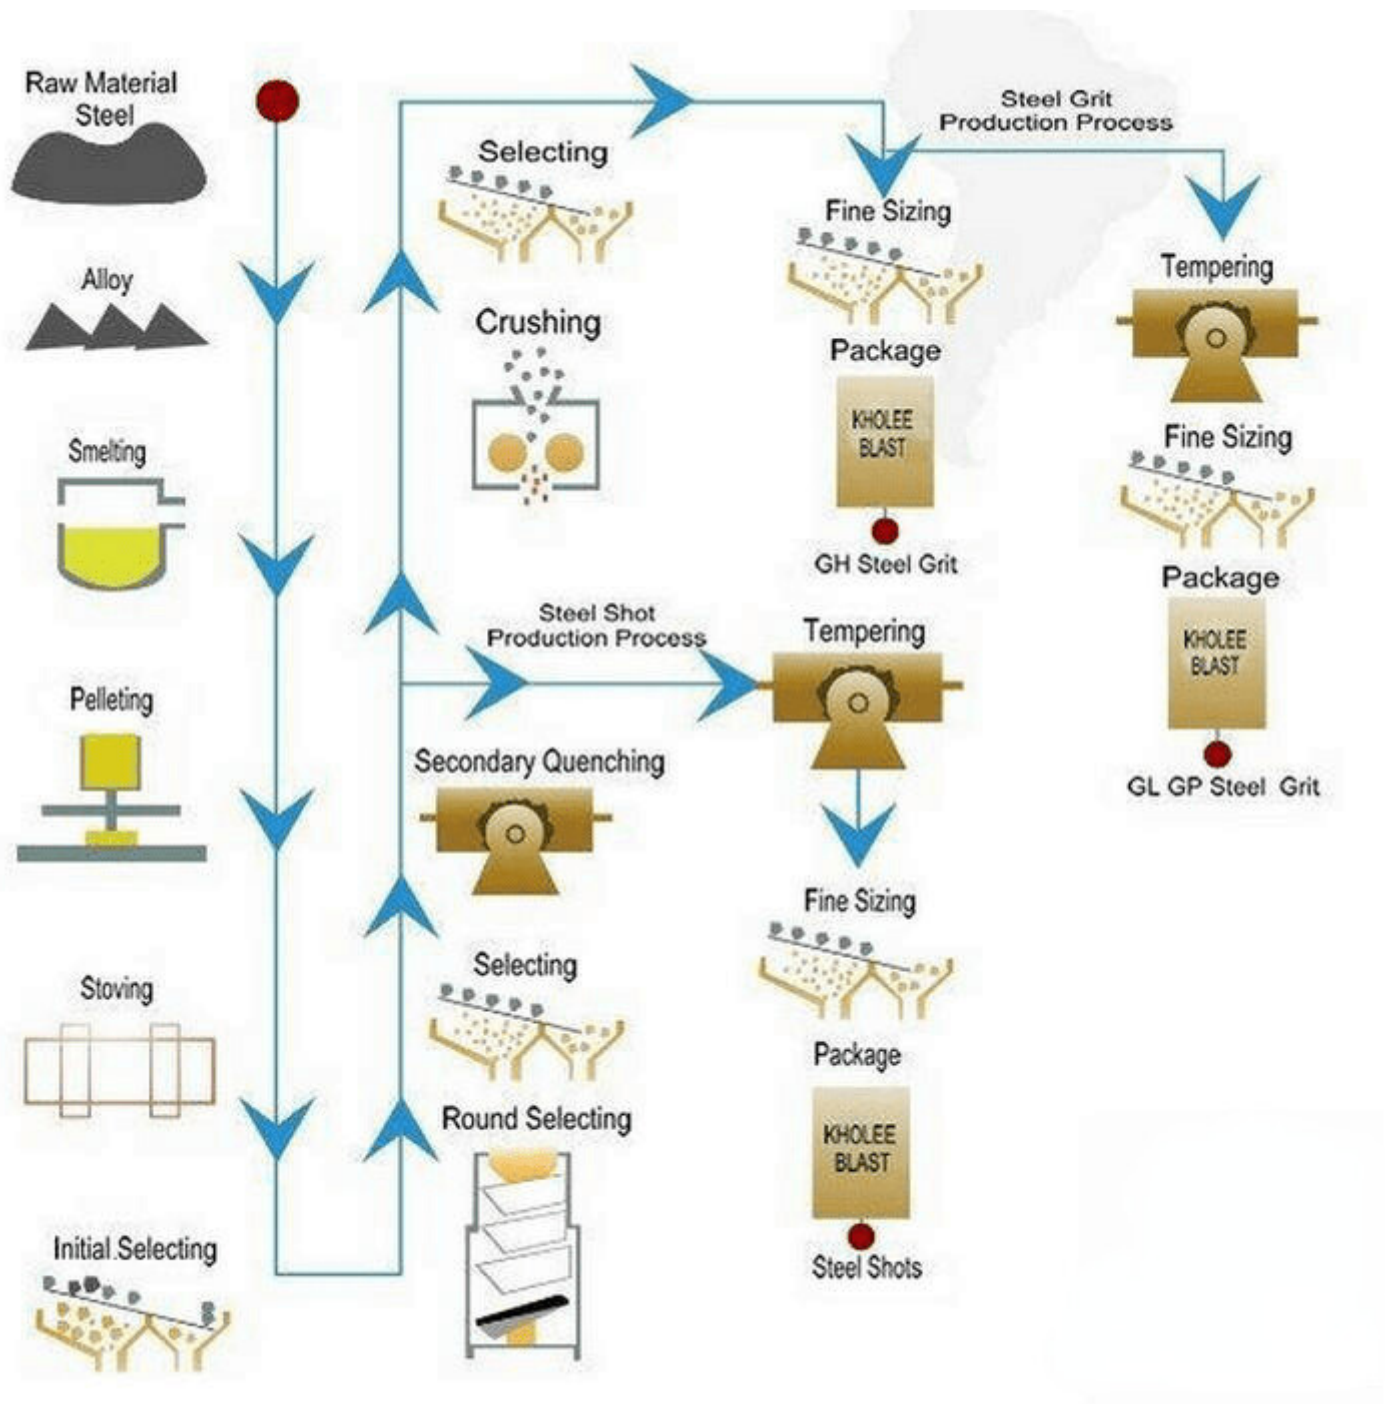 Raw Material
Steel
Alloy
Smelting
Pelleting
Stoving
Initial Selecting
Selecting
Crushing
Steel Shot
Production Process
Secondary Quenching
Selecting
Round Selecting
Steel Grit
Production Process
Fine Sizing
Package
KHOLEE
BLAST
GH Steel Grit
Tempering
Fine Sizing
Package
KHOLEE
BLAST
GL GP Steel Grit
Tempering
Fine Sizing
Package
KHOLEE
BLAST
Steel Shots